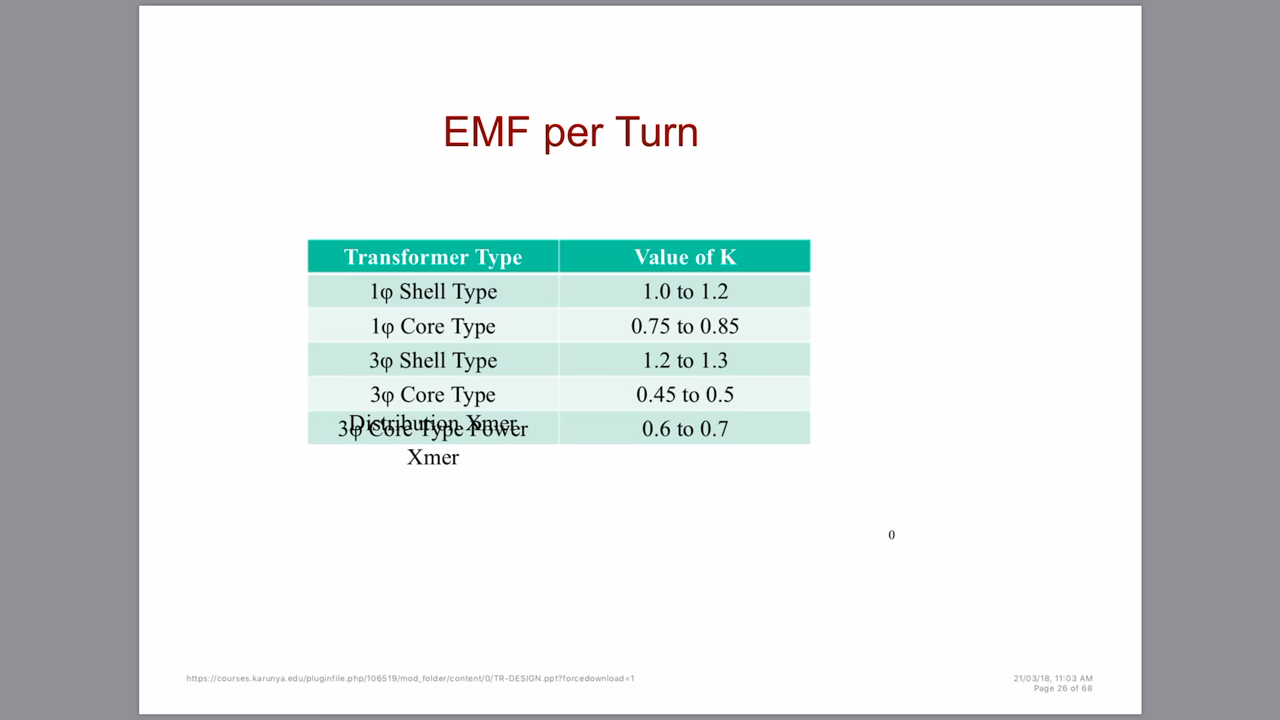 EMF per Turn
Transformer Type Value of K
1φ Shell Type 1.0 to 1.2
1φ Core Type 0.75 to 0.85
3φ Shell Type 1.2 to 1.3
3φ Core Type 0.45 to 0.5
Distribution Xmer
3φ Core Type Power 0.6 to 0.7
Xmer
0
https://courses.karunya.edu/pluginfile.php/106519/mod_folder/content/0/TR-DESIGN.ppt?forcedownload=1
21/03/18, 11:03 AM
Page 26 of 68